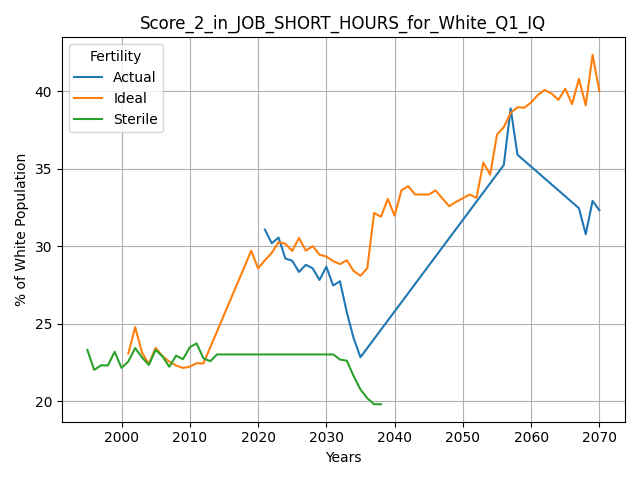 Score_2_in_JOB_SHORT_HOURS_for_White_Q1_IQ
Fertility
Actual
Ideal
Sterile
% of White Population
40
35
30
25
20
2000 2010 2020 2030 2040 2050 2060 2070
Years